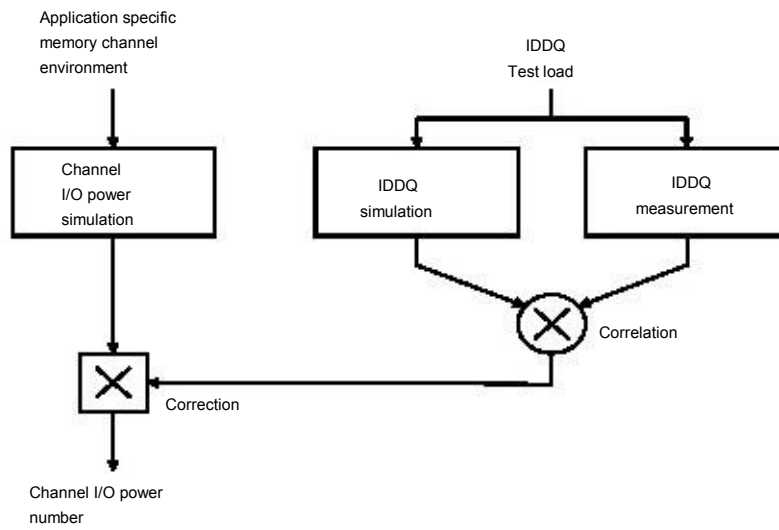 Application specific
memory channel
environment
IDDQ
Test load
Channel
I/O power
simulation
IDDQ
simulation
IDDQ
measurement
Correlation
Correction
Channel I/O power
number